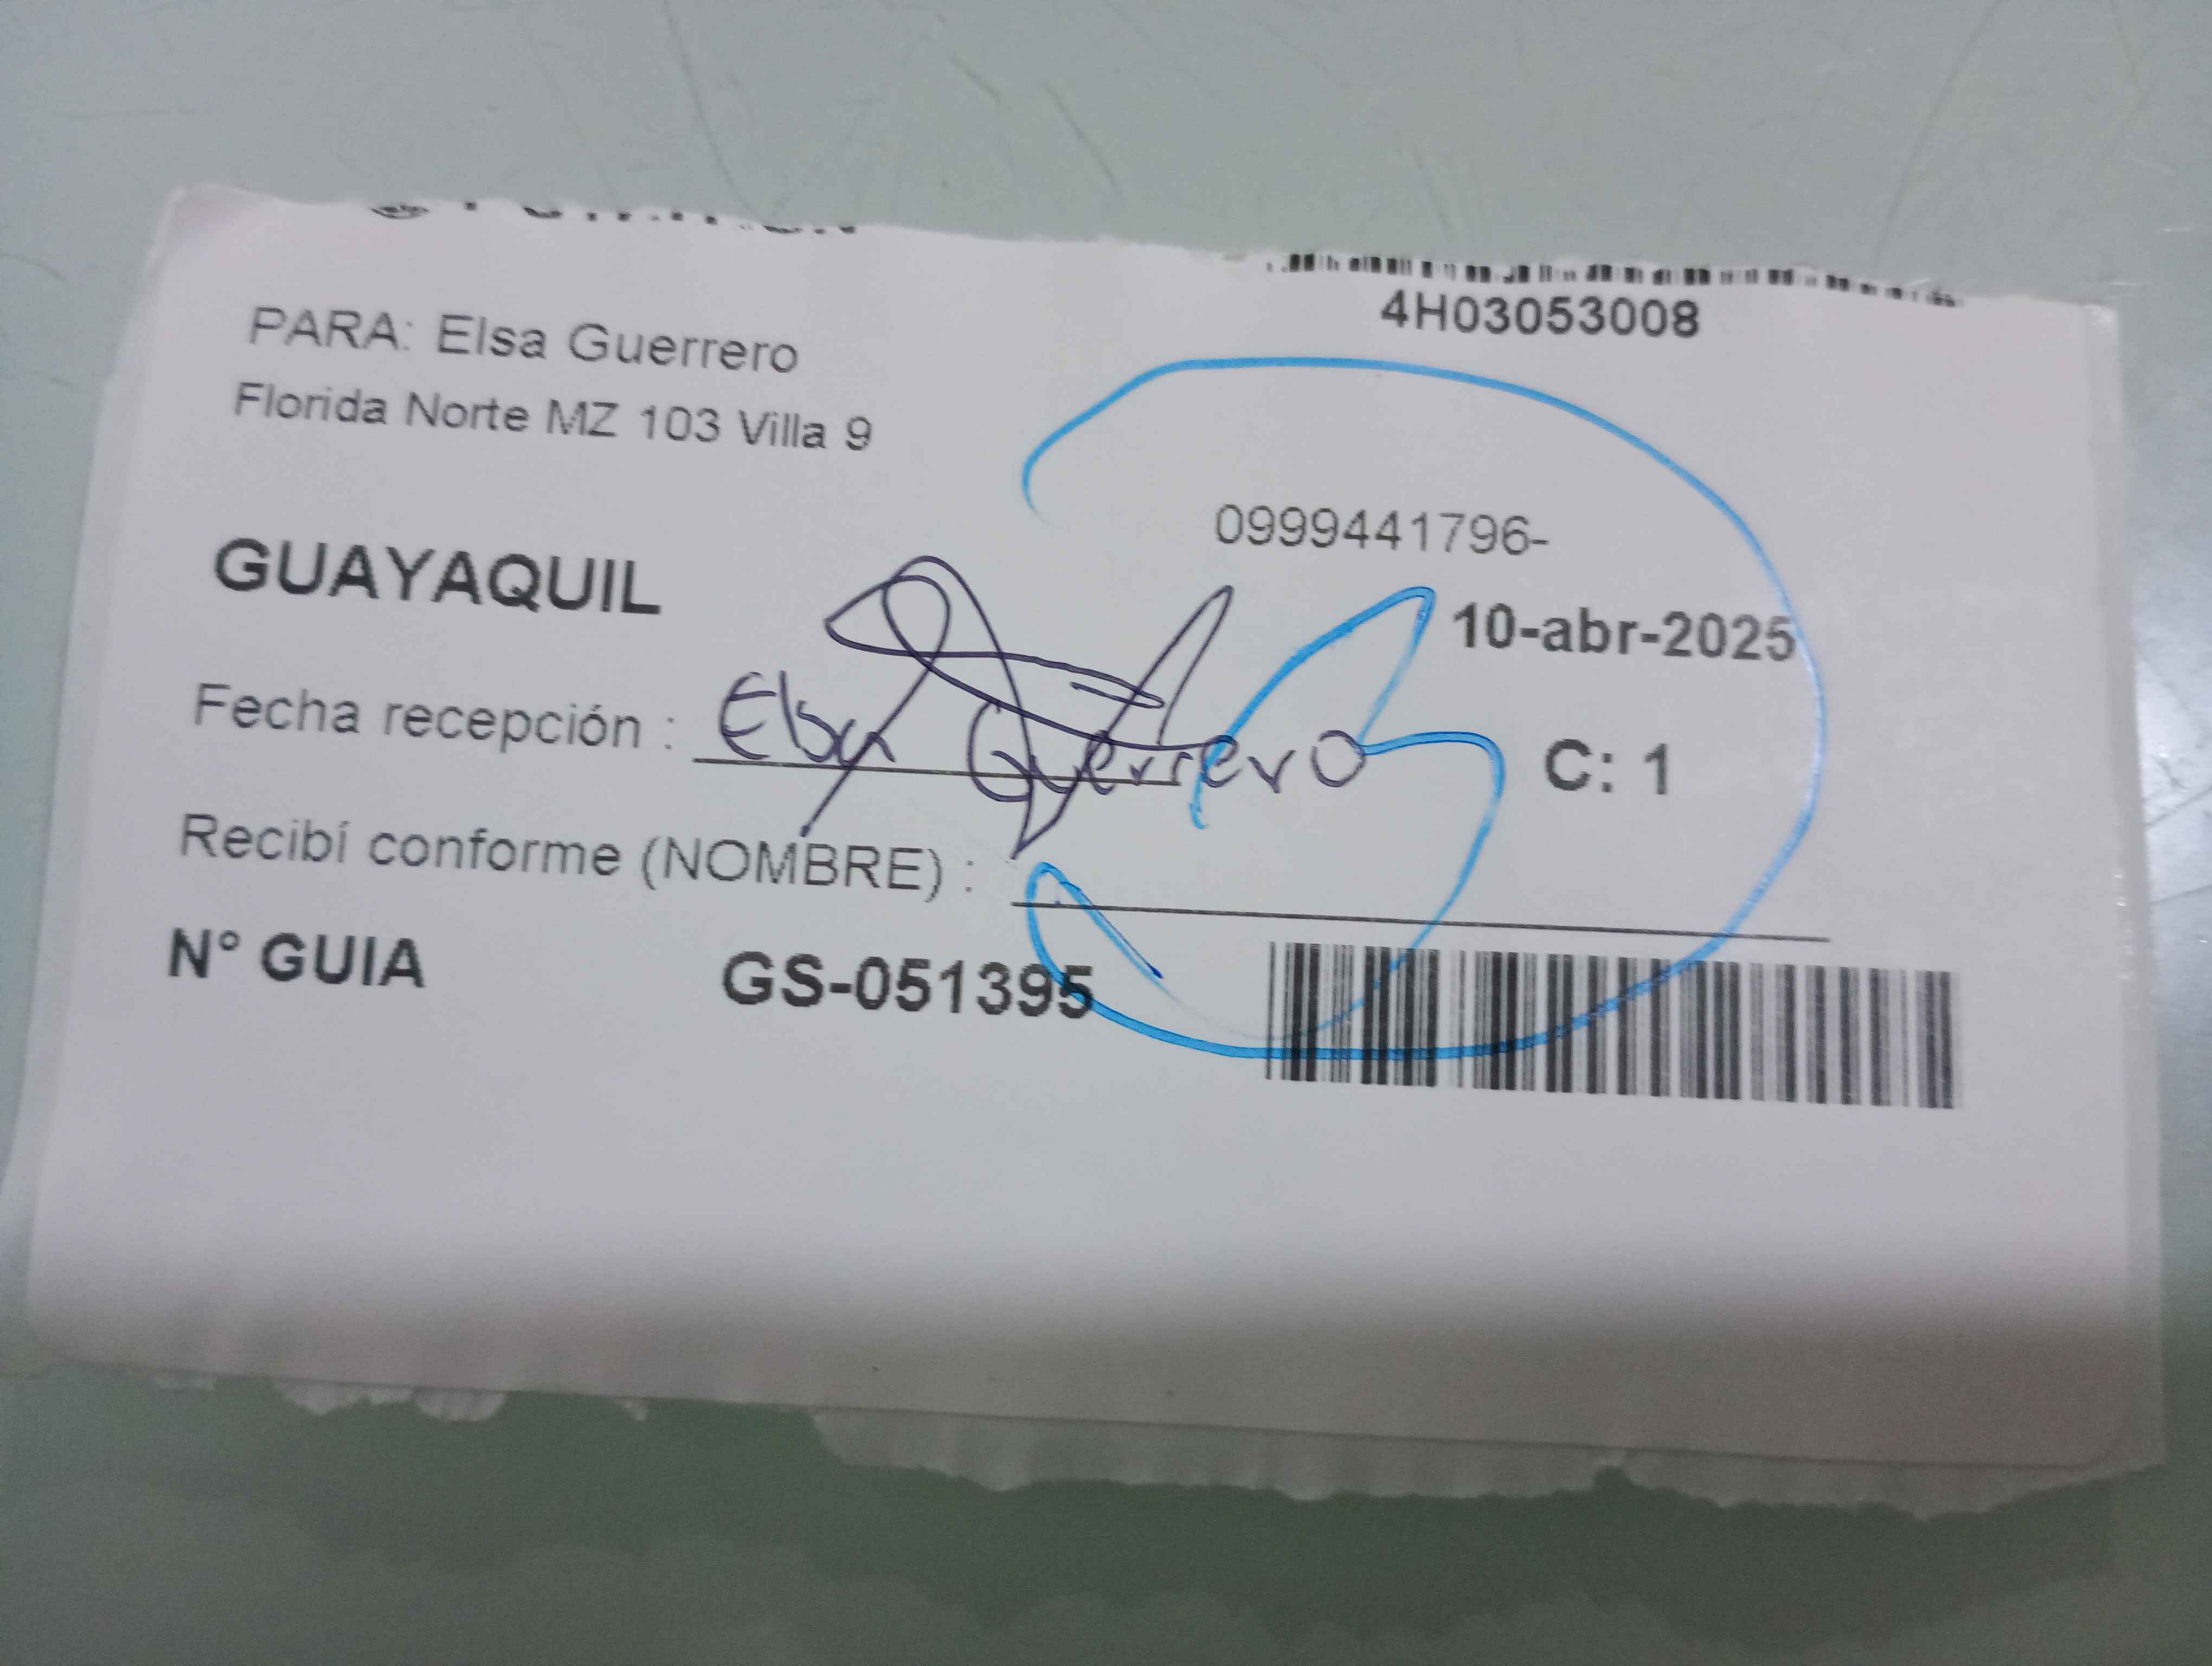 4H03053008
PARA: Elsa Guerrero
Florida Norte MZ 103 Villa 9
0999441796-
GUAYAQUIL
10-abr-2025
Fecha recepción : Elsa Guerrero
C: 1
Recibí conforme (NOMBRE) :
N° GUIA GS-051395